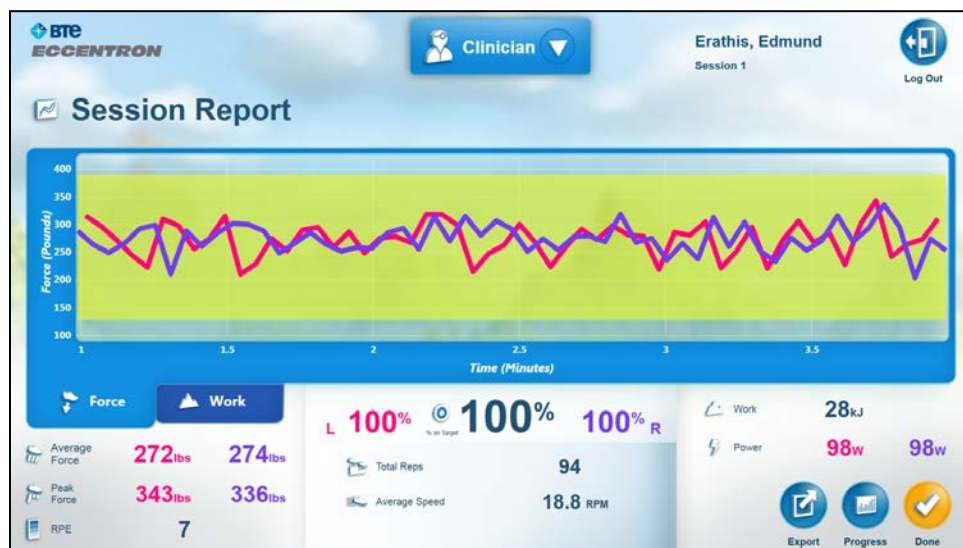 BTE
ECCENTRON
Clinician
Erathis, Edmund
Session 1
Log Out
Session Report
Force (Pounds)
400
350
300
250
200
150
100
1 1.5 2 2.5 3 3.5
Time (Minutes)
Force
Work
Average Force 272lbs 274lbs
Peak Force 343lbs 336lbs
RPE 7
L 100% % on Target 100% 100% R
Total Reps 94
Average Speed 18.8 RPM
Work 28kJ
Power 98w 98w
Export Progress Done